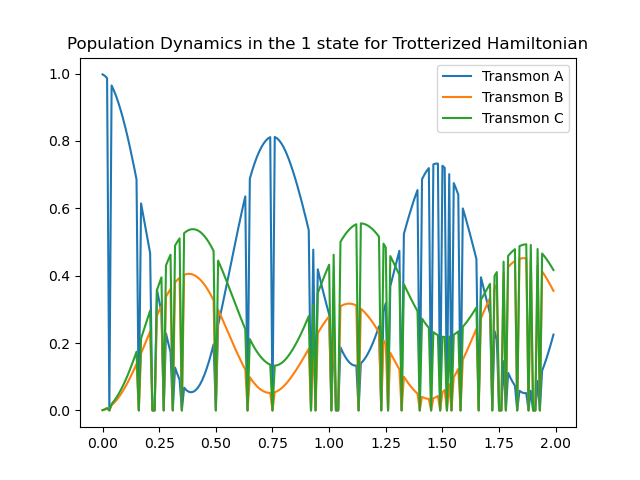 Population Dynamics in the 1 state for Trotterized Hamiltonian
Transmon A
Transmon B
Transmon C
1.0
0.8
0.6
0.4
0.2
0.0
0.00 0.25 0.50 0.75 1.00 1.25 1.50 1.75 2.00